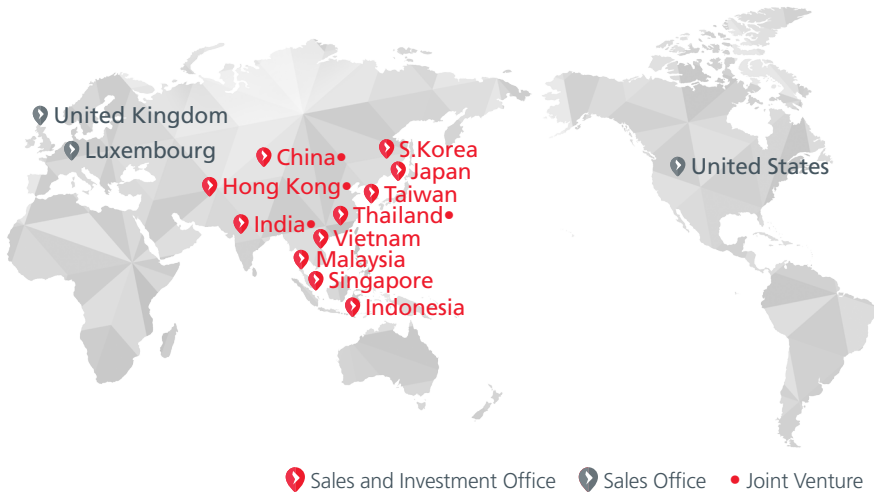 United Kingdom
Luxembourg
China•
S.Korea
Japan
Hong Kong•
Taiwan
United States
India•
Thailand•
Vietnam
Malaysia
Singapore
Indonesia
Sales and Investment Office Sales Office • Joint Venture